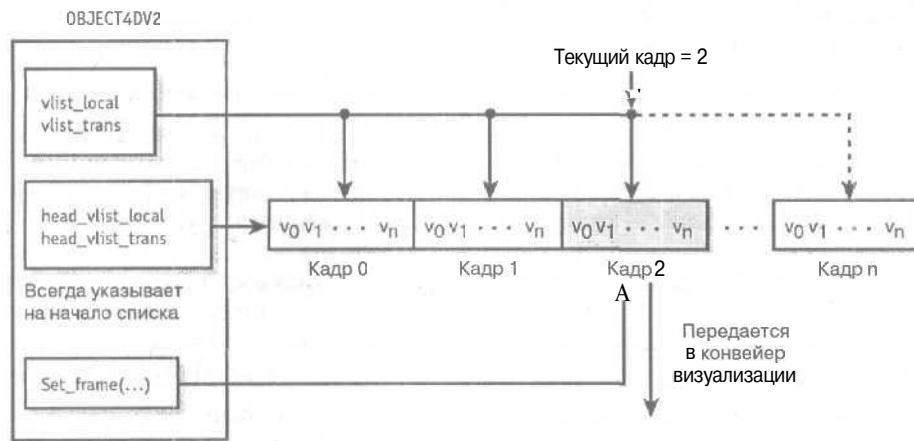 OBJECT4DV2
Текущий кадр = 2
vlist_local
vlist_trans
head_vlist_local
head_vlist_trans
v0 v1 · · · vn
v0 v1 · · · vn
v0 v1 · · · vn
· · ·
v0 v1 · · · vn
Кадр 0
Кадр 1
Кадр 2
Кадр n
Всегда указывает
на начало списка
A
Передается
в конвейер
визуализации
Set_frame(...)